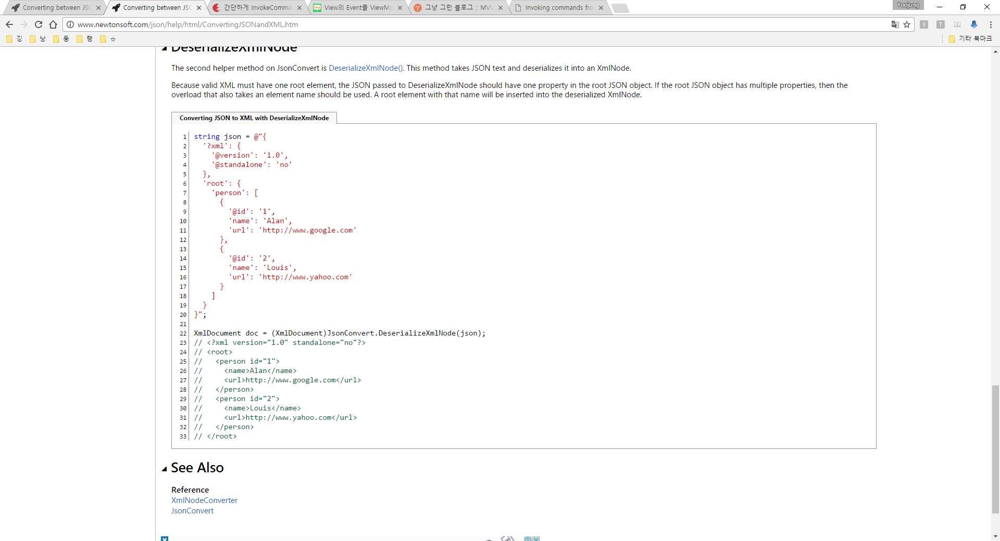 Converting between JSC
Converting between JSC
간단하게 InvokeComma
View의 Event를 ViewMo
그냥 그런 블로그 :: MV
Invoking commands fro
Yoojung
www.newtonsoft.com/json/help/html/ConvertingJSONandXML.htm
깅
낭
둥
랭
☆
기타 북마크
DeserializeXmlNode
The second helper method on JsonConvert is DeserializeXmlNode(). This method takes JSON text and deserializes it into an XmlNode.
Because valid XML must have one root element, the JSON passed to DeserializeXmlNode should have one property in the root JSON object. If the root JSON object has multiple properties, then the
overload that also takes an element name should be used. A root element with that name will be inserted into the deserialized XmlNode.
Converting JSON to XML with DeserializeXmlNode
1 string json = @"{
2   '?xml': {
3     '@version': '1.0',
4     '@standalone': 'no'
5   },
6   'root': {
7     'person': [
8       {
9         '@id': '1',
10         'name': 'Alan',
11         'url': 'http://www.google.com'
12       },
13       {
14         '@id': '2',
15         'name': 'Louis',
16         'url': 'http://www.yahoo.com'
17       }
18     ]
19   }
20 }";
21
22 XmlDocument doc = (XmlDocument)JsonConvert.DeserializeXmlNode(json);
23 // <?xml version="1.0" standalone="no"?>
24 // <root>
25 //   <person id="1">
26 //     <name>Alan</name>
27 //     <url>http://www.google.com</url>
28 //   </person>
29 //   <person id="2">
30 //     <name>Louis</name>
31 //     <url>http://www.yahoo.com</url>
32 //   </person>
33 // </root>
See Also
Reference
XmlNodeConverter
JsonConvert